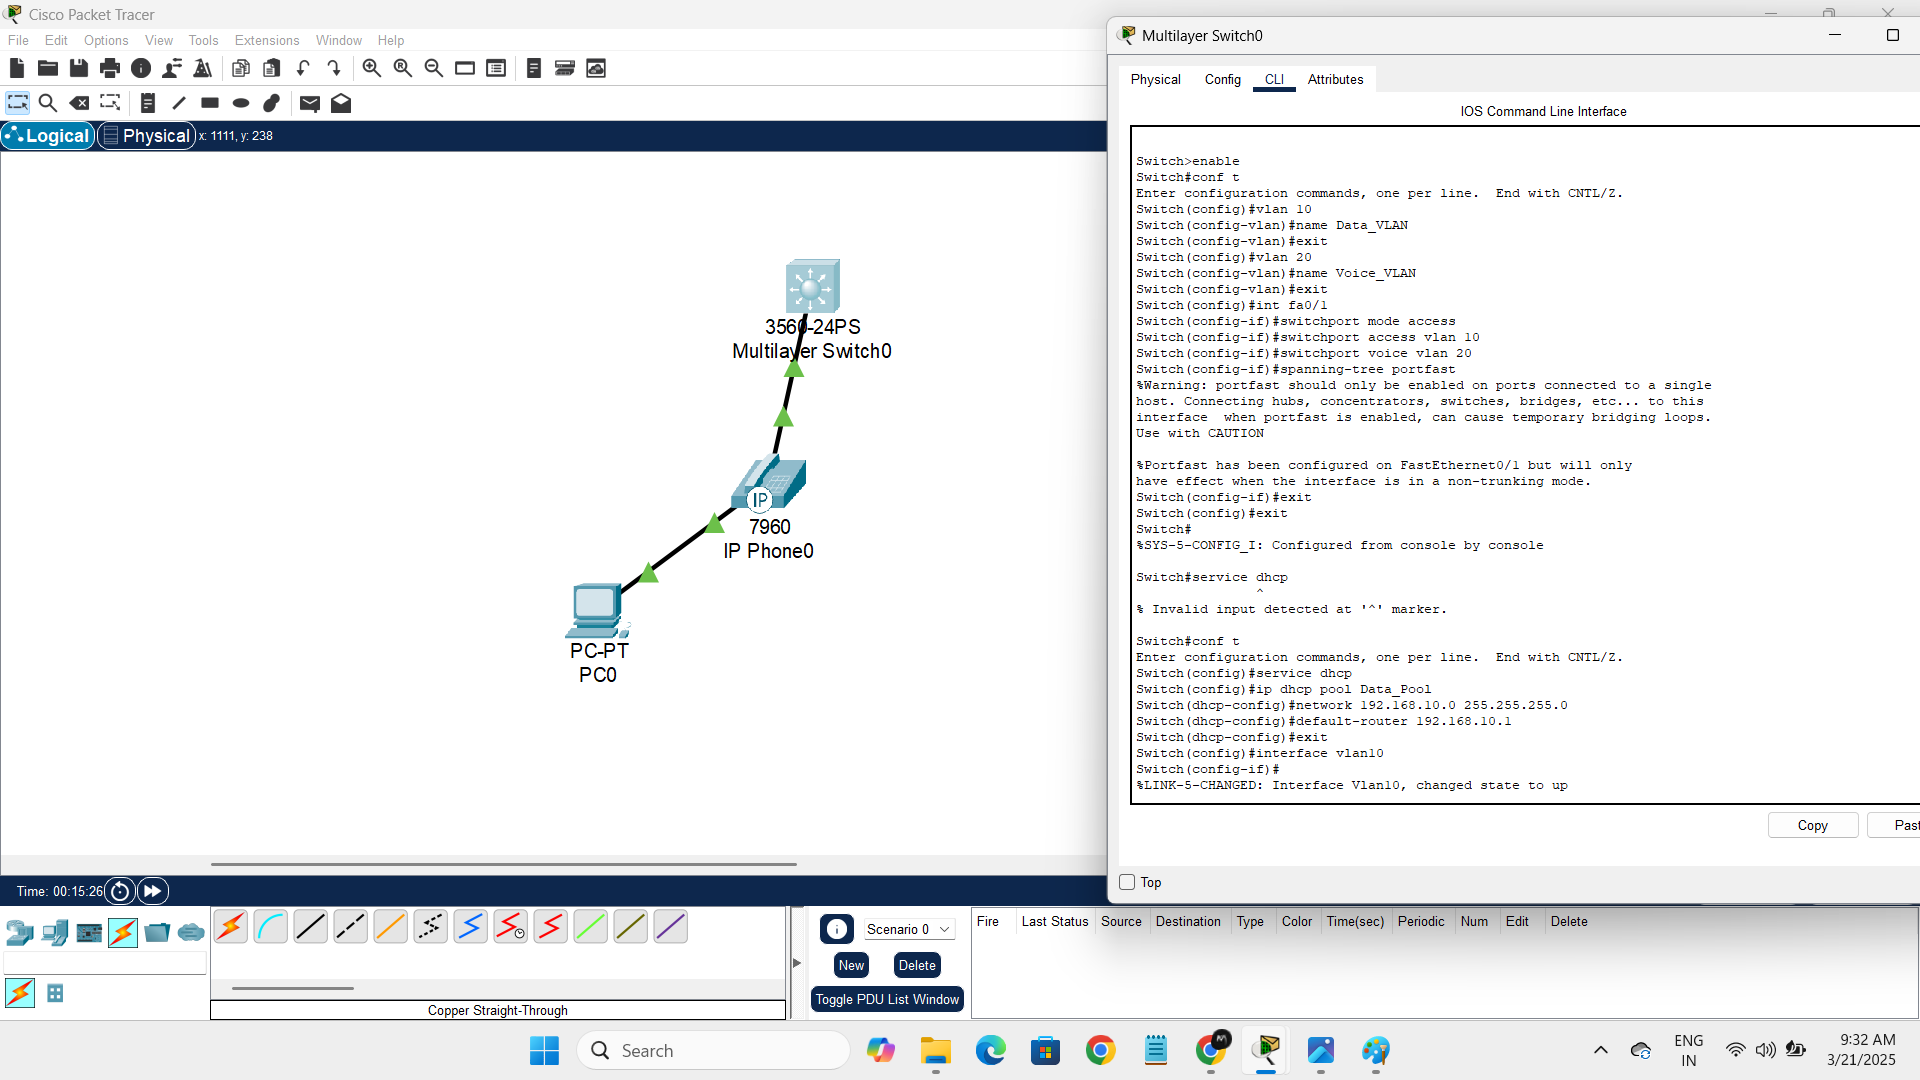 Cisco Packet Tracer
File Edit Options View Tools Extensions Window Help
Logical Physical x: 1111, y: 238
3560-24PS
Multilayer Switch0
IP
7960
IP Phone0
PC-PT
PC0
Multilayer Switch0
Physical Config CLI Attributes
IOS Command Line Interface
Switch>enable
Switch#conf t
Enter configuration commands, one per line.  End with CNTL/Z.
Switch(config)#vlan 10
Switch(config-vlan)#name Data_VLAN
Switch(config-vlan)#exit
Switch(config)#vlan 20
Switch(config-vlan)#name Voice_VLAN
Switch(config-vlan)#exit
Switch(config)#int fa0/1
Switch(config-if)#switchport mode access
Switch(config-if)#switchport access vlan 10
Switch(config-if)#switchport voice vlan 20
Switch(config-if)#spanning-tree portfast
%Warning: portfast should only be enabled on ports connected to a single
host. Connecting hubs, concentrators, switches, bridges, etc... to this
interface  when portfast is enabled, can cause temporary bridging loops.
Use with CAUTION
%Portfast has been configured on FastEthernet0/1 but will only
have effect when the interface is in a non-trunking mode.
Switch(config-if)#exit
Switch(config)#exit
Switch#
%SYS-5-CONFIG_I: Configured from console by console
Switch#service dhcp
^
% Invalid input detected at '^' marker.
Switch#conf t
Enter configuration commands, one per line.  End with CNTL/Z.
Switch(config)#service dhcp
Switch(config)#ip dhcp pool Data_Pool
Switch(dhcp-config)#network 192.168.10.0 255.255.255.0
Switch(dhcp-config)#default-router 192.168.10.1
Switch(dhcp-config)#exit
Switch(config)#interface vlan10
Switch(config-if)#
%LINK-5-CHANGED: Interface Vlan10, changed state to up
Copy Past
Top
Time: 00:15:26
Copper Straight-Through
Scenario 0
New Delete
Toggle PDU List Window
Fire Last Status Source Destination Type Color Time(sec) Periodic Num Edit Delete
Search
ENG
IN
9:32 AM
3/21/2025